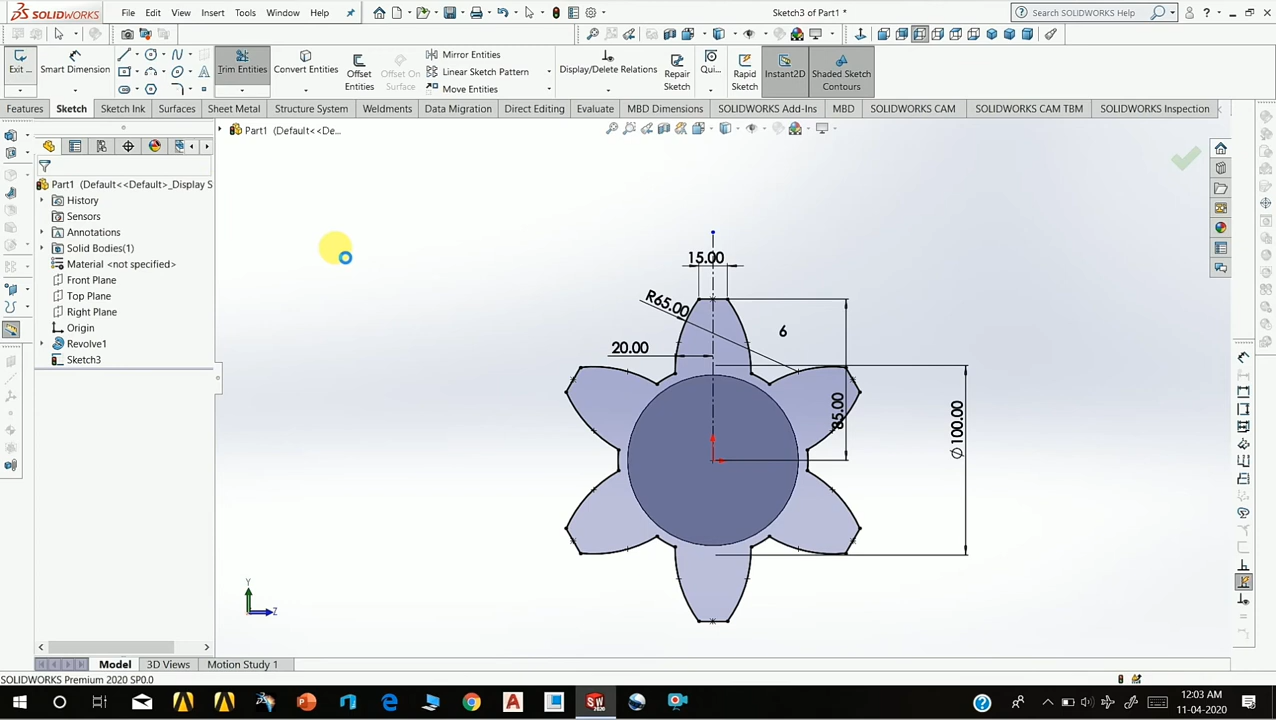 SOLIDWORKS
File
Edit
View
Insert
Tools
Window
Help
Sketch3 of Part1 *
Search SOLIDWORKS Help
Exit ...
Smart Dimension
Trim Entities
Convert Entities
Offset Entities
Offset On Surface
Mirror Entities
Linear Sketch Pattern
Move Entities
Display/Delete Relations
Repair Sketch
Qui...
Rapid Sketch
Instant2D
Shaded Sketch Contours
Features
Sketch
Sketch Ink
Surfaces
Sheet Metal
Structure System
Weldments
Data Migration
Direct Editing
Evaluate
MBD Dimensions
SOLIDWORKS Add-Ins
MBD
SOLIDWORKS CAM
SOLIDWORKS CAM TBM
SOLIDWORKS Inspection
Part1 (Default<<De...
Part1 (Default<<Default>_Display S
History
Sensors
Annotations
Solid Bodies(1)
Material <not specified>
Front Plane
Top Plane
Right Plane
Origin
Revolve1
Sketch3
15.00
R65.00
6
20.00
85.00
⌀100.00
Y
Z
Model
3D Views
Motion Study 1
SOLIDWORKS Premium 2020 SP0.0
12:03 AM
11-04-2020